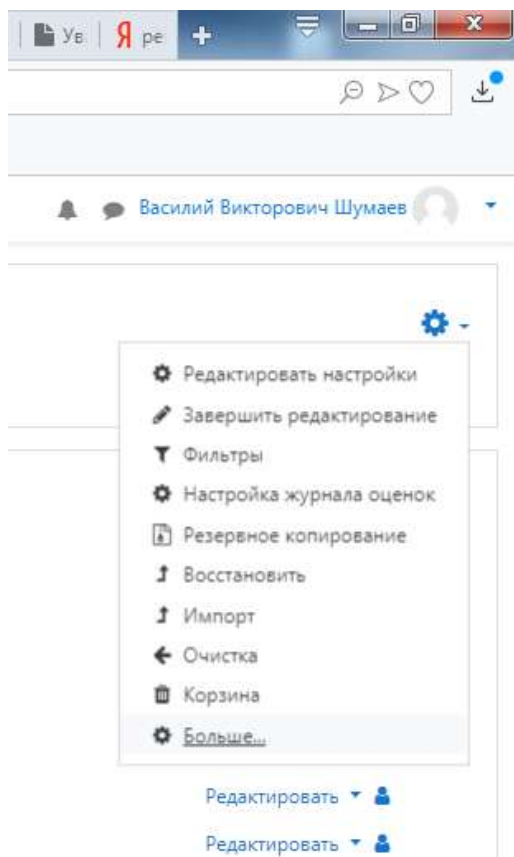 Ув Я ре
Василий Викторович Шумаев
Редактировать настройки
Завершить редактирование
Фильтры
Настройка журнала оценок
Резервное копирование
Восстановить
Импорт
Очистка
Корзина
Больше...
Редактировать
Редактировать